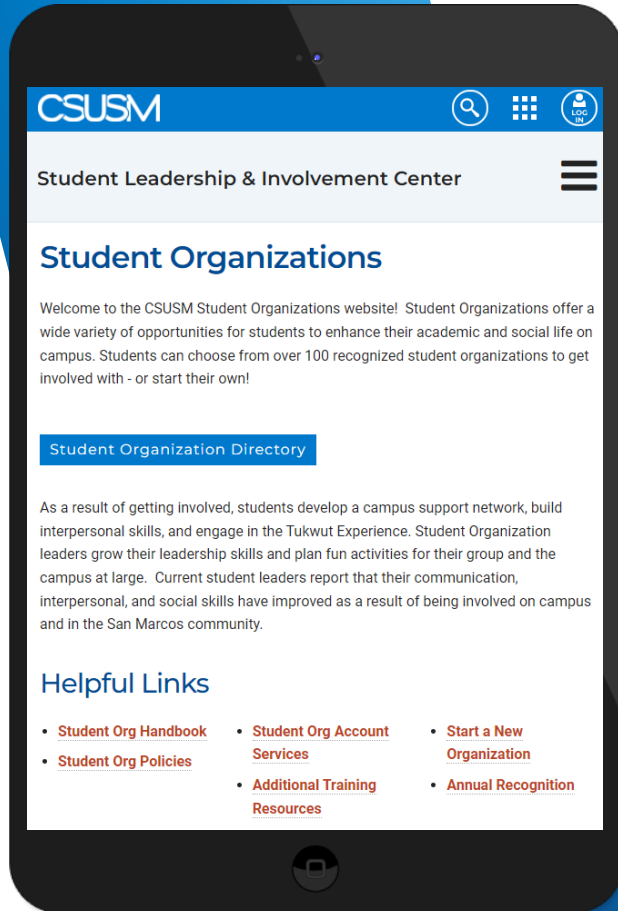 CSUSM
LOG
IN
Student Leadership & Involvement Center
Student Organizations
Welcome to the CSUSM Student Organizations website!  Student Organizations offer a
wide variety of opportunities for students to enhance their academic and social life on
campus. Students can choose from over 100 recognized student organizations to get
involved with - or start their own!
Student Organization Directory
As a result of getting involved, students develop a campus support network, build
interpersonal skills, and engage in the Tukwut Experience. Student Organization
leaders grow their leadership skills and plan fun activities for their group and the
campus at large.  Current student leaders report that their communication,
interpersonal, and social skills have improved as a result of being involved on campus
and in the San Marcos community.
Helpful Links
• Student Org Handbook
• Student Org Policies
• Student Org Account
Services
• Additional Training
Resources
• Start a New
Organization
• Annual Recognition